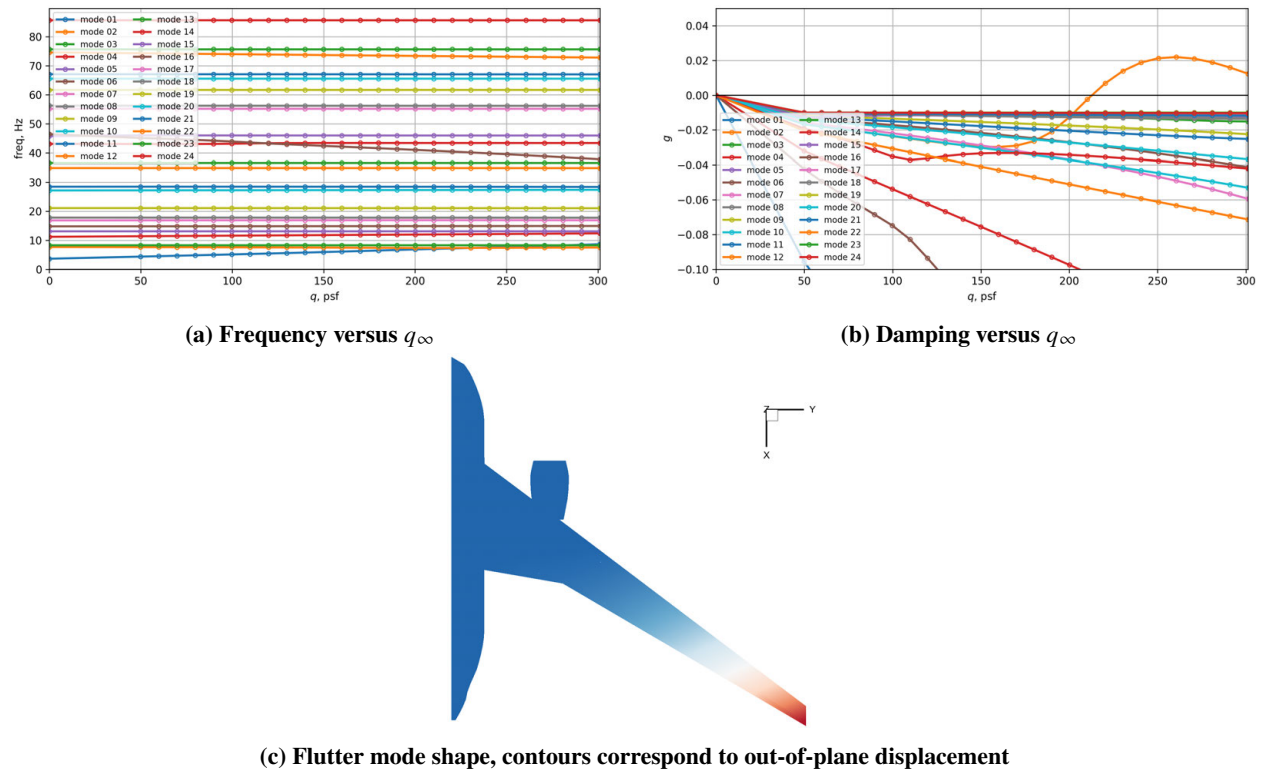 freq, Hz
80
70
60
50
40
30
20
10
0
mode 01
mode 02
mode 03
mode 04
mode 05
mode 06
mode 07
mode 08
mode 09
mode 10
mode 11
mode 12
mode 13
mode 14
mode 15
mode 16
mode 17
mode 18
mode 19
mode 20
mode 21
mode 22
mode 23
mode 24
0 50 100 150 200 250 300
q, psf
(a) Frequency versus q∞
g
0.04
0.02
0.00
−0.02
−0.04
−0.06
−0.08
−0.10
mode 01
mode 02
mode 03
mode 04
mode 05
mode 06
mode 07
mode 08
mode 09
mode 10
mode 11
mode 12
mode 13
mode 14
mode 15
mode 16
mode 17
mode 18
mode 19
mode 20
mode 21
mode 22
mode 23
mode 24
0 50 100 150 200 250 300
q, psf
(b) Damping versus q∞
Z Y
X
(c) Flutter mode shape, contours correspond to out-of-plane displacement